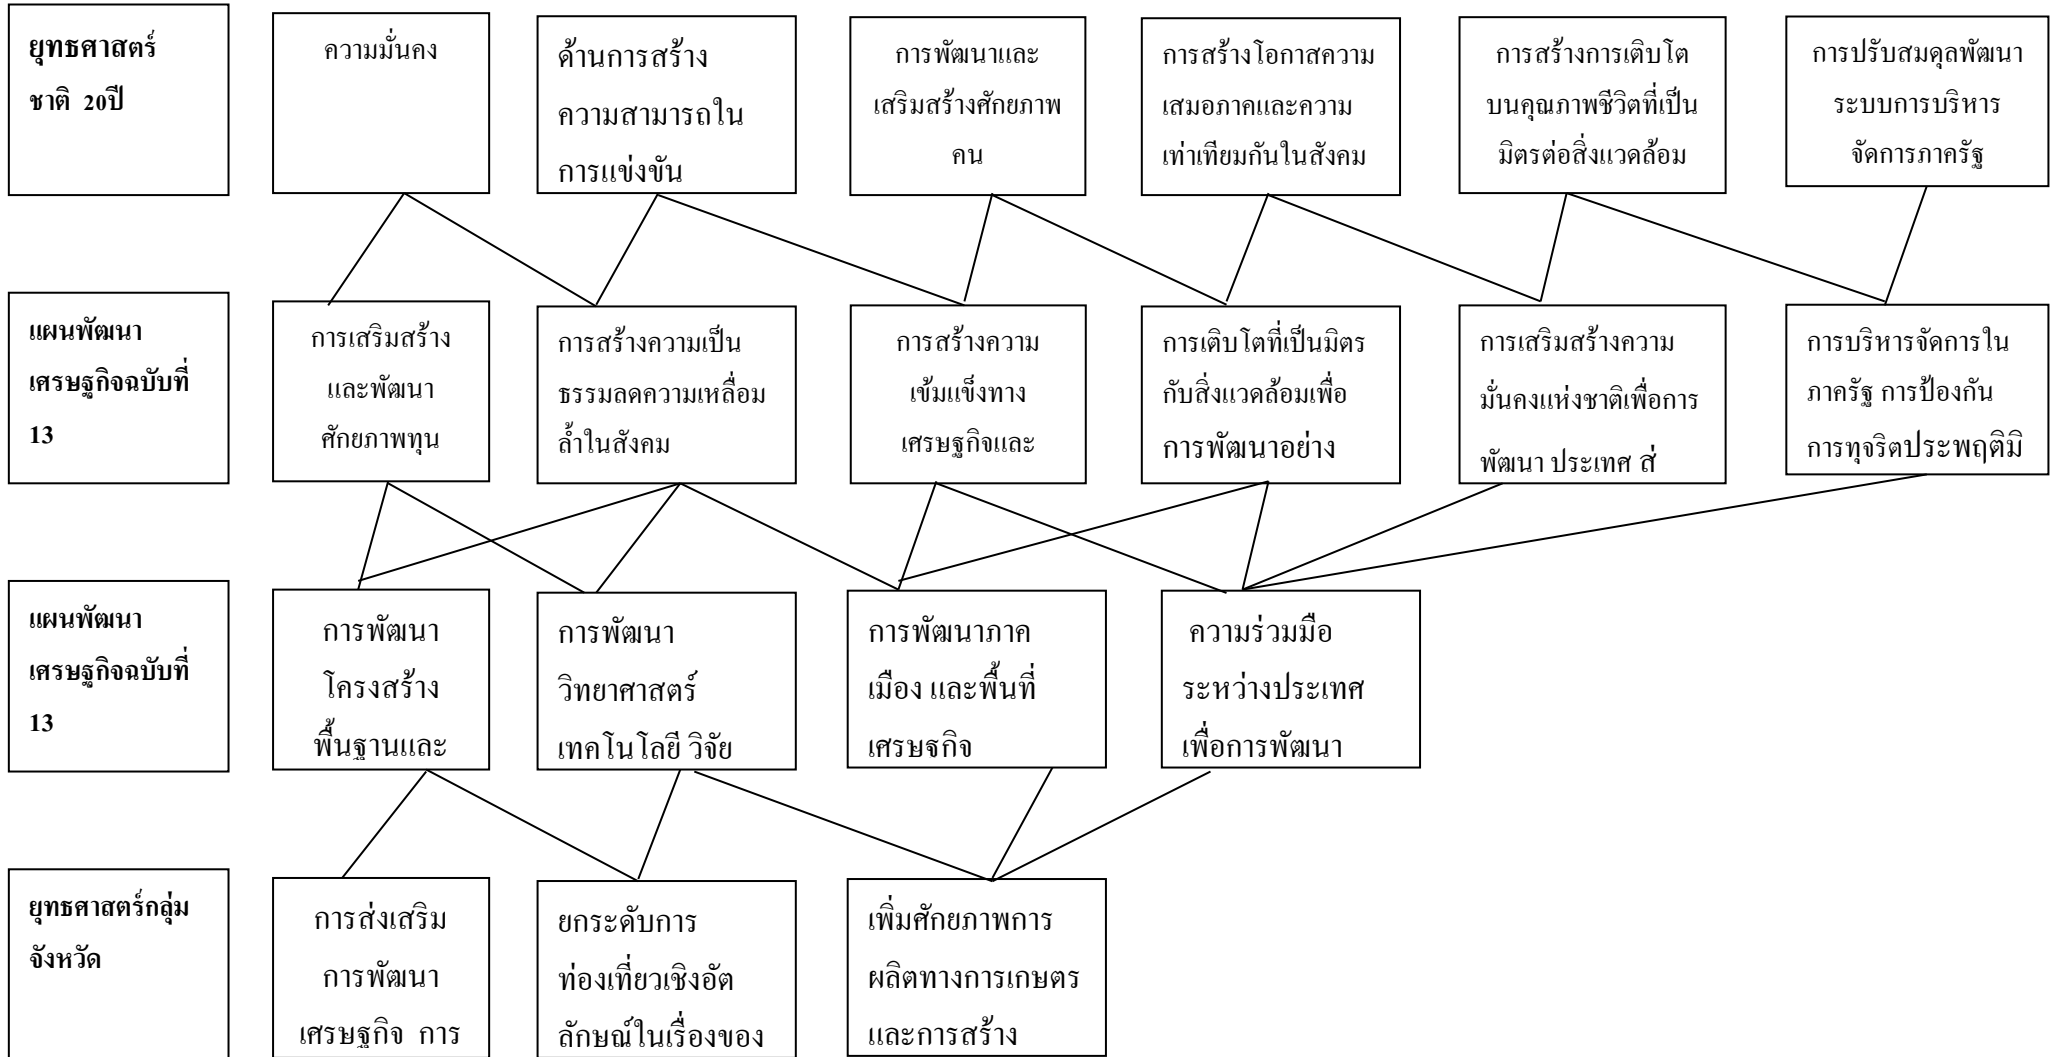 ยุทธศาสตร์
ชาติ 20ปี
ความมั่นคง
ด้านการสร้าง
ความสามารถใน
การแข่งขัน
การพัฒนาและ
เสริมสร้างศักยภาพ
คน
การสร้างโอกาสความ
เสมอภาคและความ
เท่าเทียมกันในสังคม
การสร้างการเติบโต
บนคุณภาพชีวิตที่เป็น
มิตรต่อสิ่งแวดล้อม
การปรับสมดุลพัฒนา
ระบบการบริหาร
จัดการภาครัฐ
แผนพัฒนา
เศรษฐกิจฉบับที่
13
การเสริมสร้าง
และพัฒนา
ศักยภาพทุน
การสร้างความเป็น
ธรรมลดความเหลื่อม
ล้ำในสังคม
การสร้างความ
เข้มแข็งทาง
เศรษฐกิจและ
การเติบโตที่เป็นมิตร
กับสิ่งแวดล้อมเพื่อ
การพัฒนาอย่าง
การเสริมสร้างความ
มั่นคงแห่งชาติเพื่อการ
พัฒนา ประเทศ สู่
การบริหารจัดการใน
ภาครัฐ การป้องกัน
การทุจริตประพฤติมิ
แผนพัฒนา
เศรษฐกิจฉบับที่
13
การพัฒนา
โครงสร้าง
พื้นฐานและ
การพัฒนา
วิทยาศาสตร์
เทคโนโลยี วิจัย
การพัฒนาภาค
เมือง และพื้นที่
เศรษฐกิจ
ความร่วมมือ
ระหว่างประเทศ
เพื่อการพัฒนา
ยุทธศาสตร์กลุ่ม
จังหวัด
การส่งเสริม
การพัฒนา
เศรษฐกิจ การ
ยกระดับการ
ท่องเที่ยวเชิงอัต
ลักษณ์ในเรื่องของ
เพิ่มศักยภาพการ
ผลิตทางการเกษตร
และการสร้าง